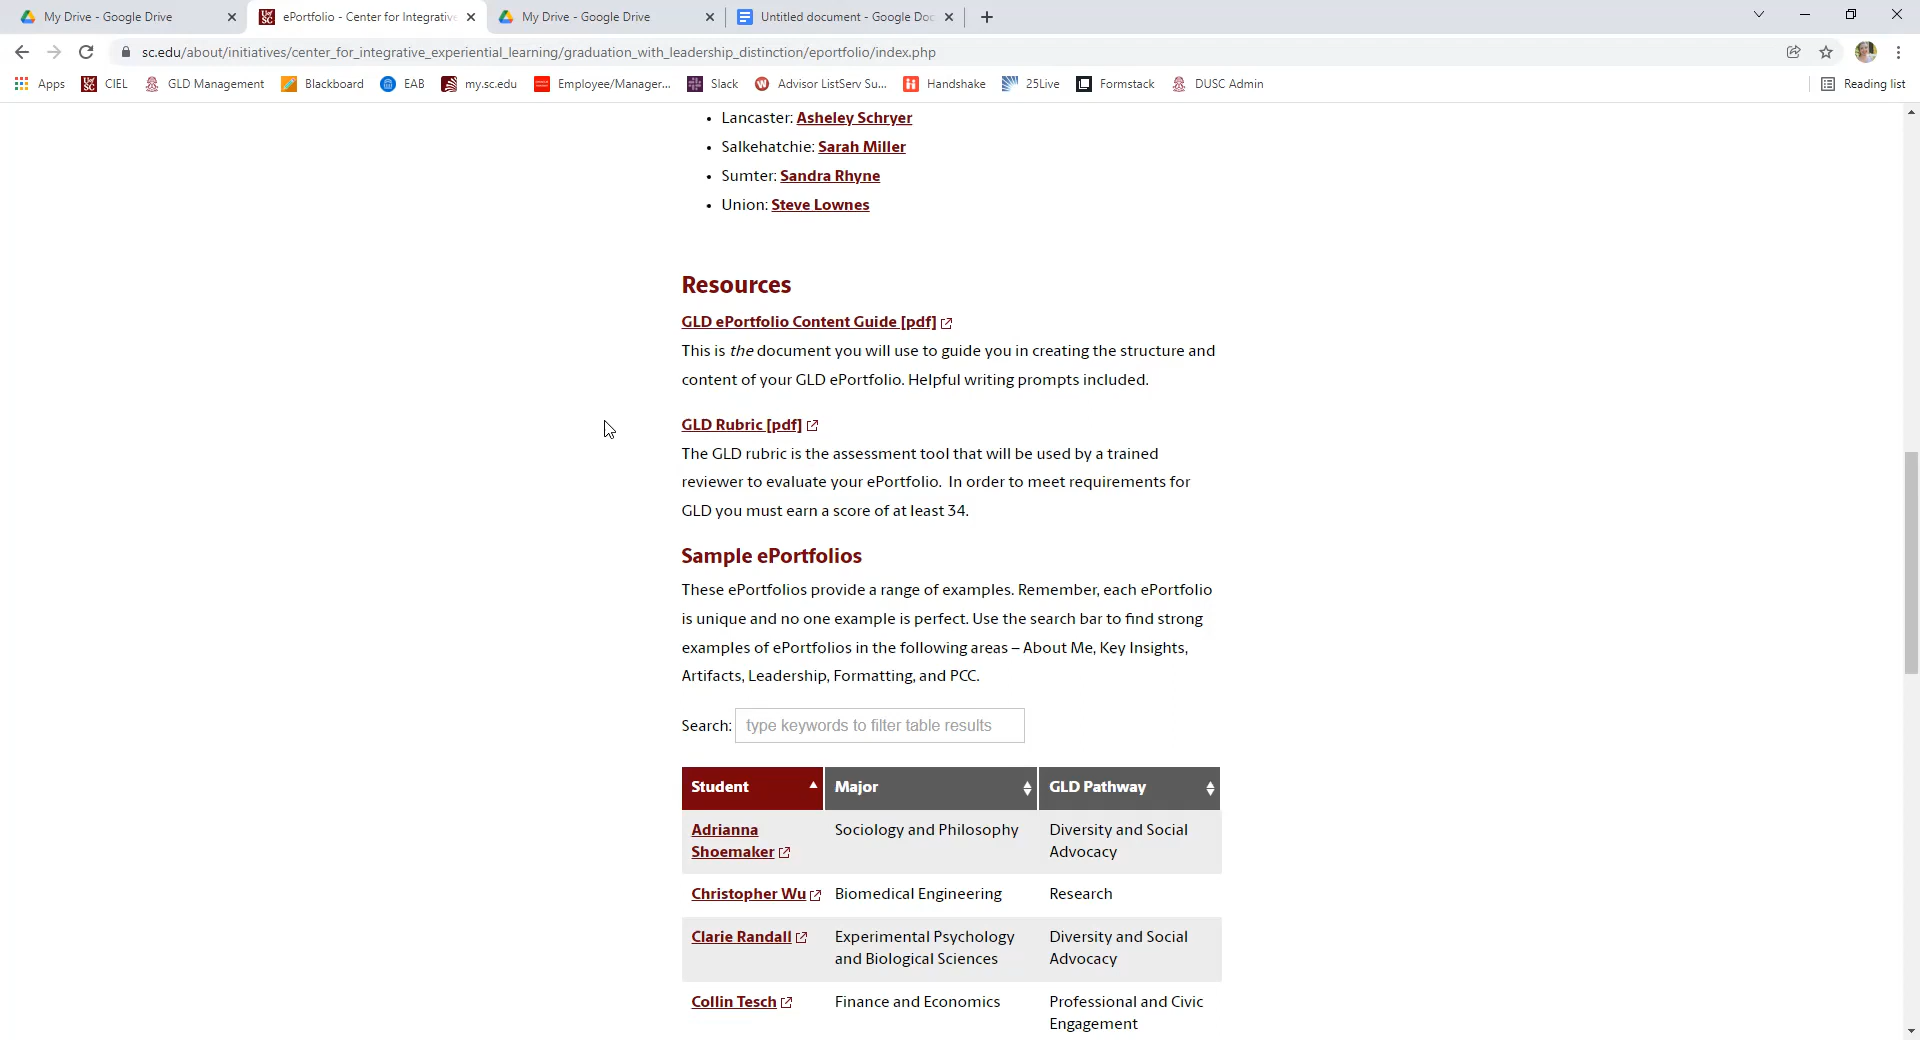 My Drive - Google Drive
ePortfolio - Center for Integrative
My Drive - Google Drive
Untitled document - Google Doc
sc.edu/about/initiatives/center_for_integrative_experiential_learning/graduation_with_leadership_distinction/eportfolio/index.php
Apps
CIEL
GLD Management
Blackboard
EAB
my.sc.edu
Employee/Manager...
Slack
Advisor ListServ Su...
Handshake
25Live
Formstack
DUSC Admin
Reading list
• Lancaster: Asheley Schryer
• Salkehatchie: Sarah Miller
• Sumter: Sandra Rhyne
• Union: Steve Lownes
Resources
GLD ePortfolio Content Guide [pdf]
This is the document you will use to guide you in creating the structure and
content of your GLD ePortfolio. Helpful writing prompts included.
GLD Rubric [pdf]
The GLD rubric is the assessment tool that will be used by a trained
reviewer to evaluate your ePortfolio. In order to meet requirements for
GLD you must earn a score of at least 34.
Sample ePortfolios
These ePortfolios provide a range of examples. Remember, each ePortfolio
is unique and no one example is perfect. Use the search bar to find strong
examples of ePortfolios in the following areas – About Me, Key Insights,
Artifacts, Leadership, Formatting, and PCC.
Search: type keywords to filter table results
Student Major GLD Pathway
Adrianna Sociology and Philosophy Diversity and Social
Shoemaker Advocacy
Christopher Wu Biomedical Engineering Research
Clarie Randall Experimental Psychology Diversity and Social
and Biological Sciences Advocacy
Collin Tesch Finance and Economics Professional and Civic
Engagement